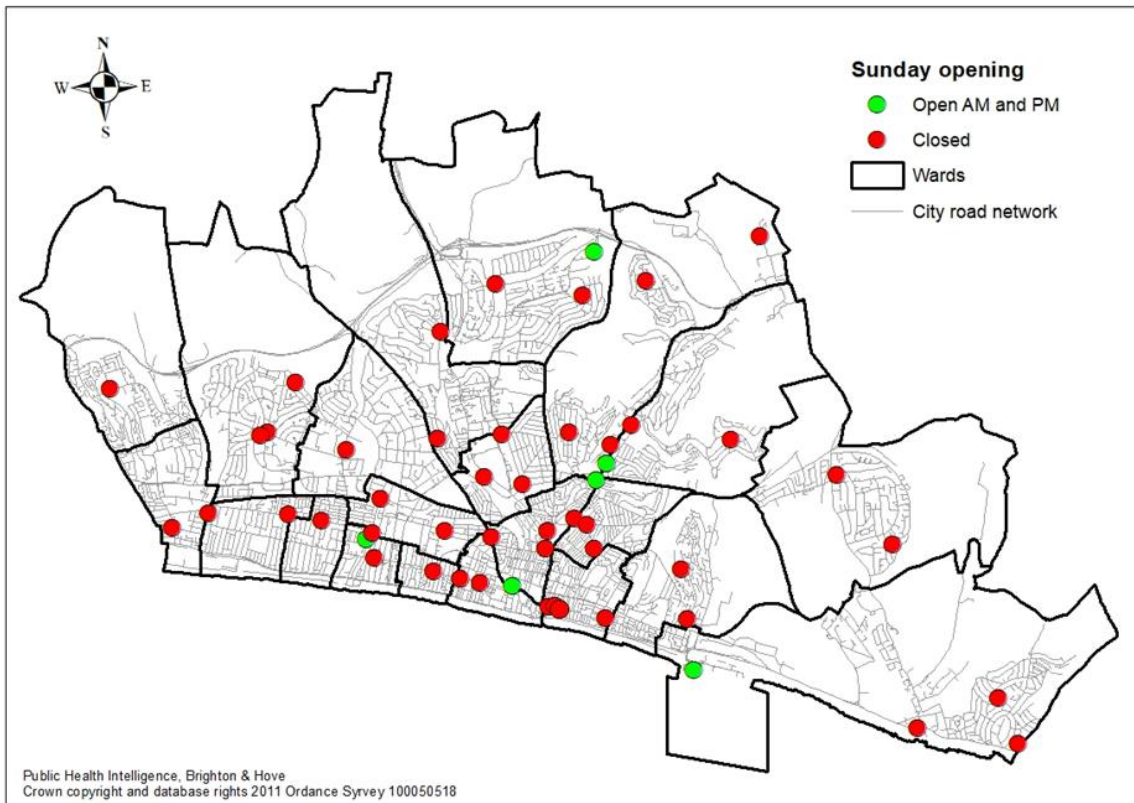 N
W E
S
Sunday opening
Open AM and PM
Closed
Wards
City road network
Public Health Intelligence, Brighton & Hove
Crown copyright and database rights 2011 Ordance Syrvey 100050518